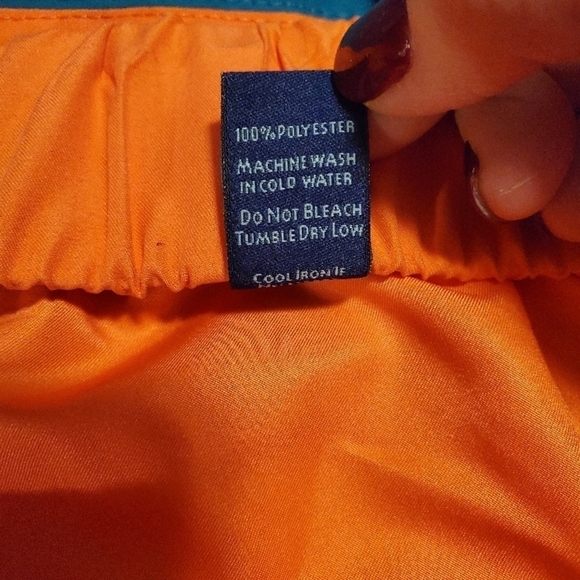 100% POLYESTER
MACHINE WASH
IN COLD WATER
DO NOT BLEACH
TUMBLE DRY LOW
COOL IRON IF